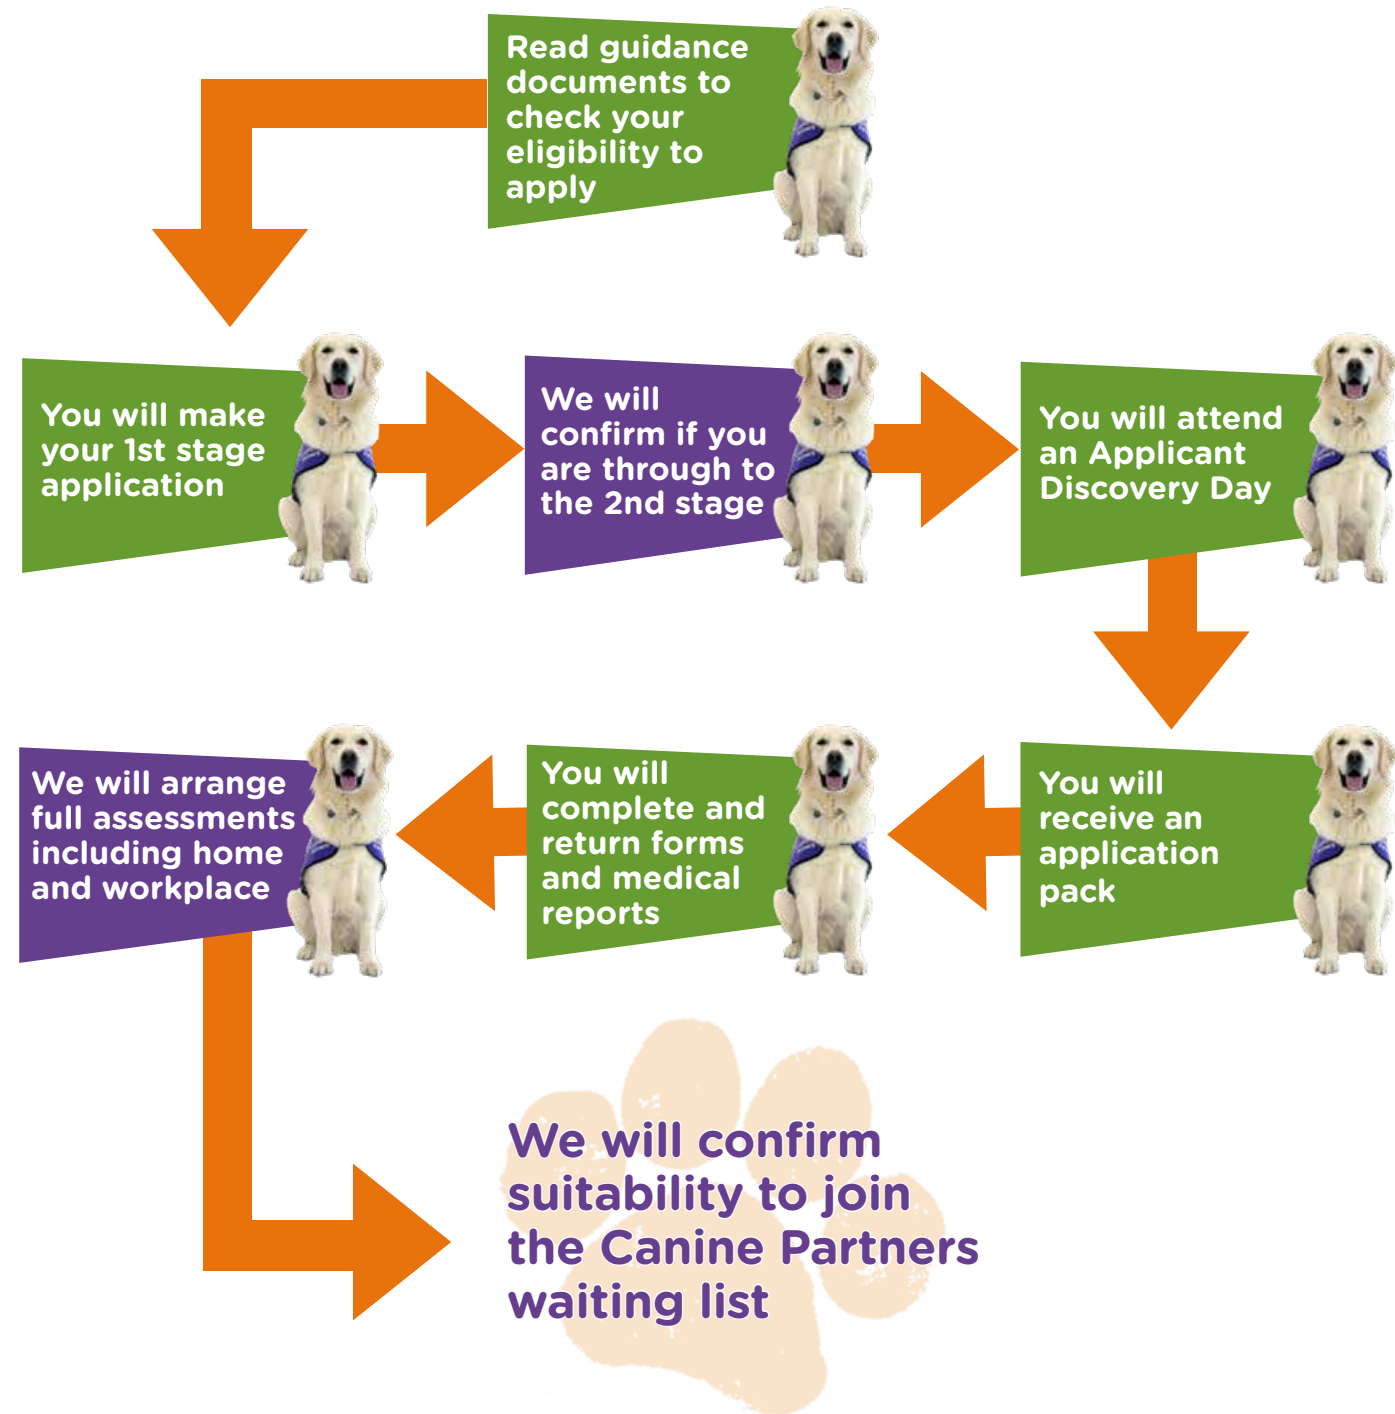 Read guidance
documents to
check your
eligibility to
apply
You will make
your 1st stage
application
We will
confirm if you
are through to
the 2nd stage
You will attend
an Applicant
Discovery Day
You will
receive an
application
pack
You will
complete and
return forms
and medical
reports
We will arrange
full assessments
including home
and workplace
We will confirm
suitability to join
the Canine Partners
waiting list